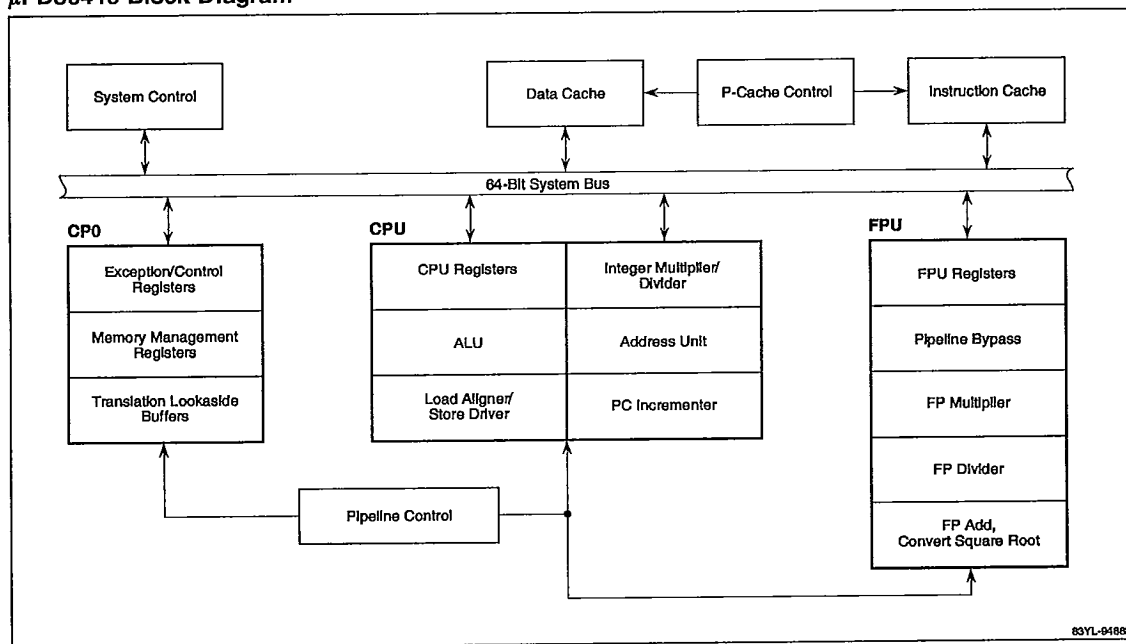 Block Diagram
System Control
Data Cache
P-Cache Control
Instruction Cache
64-Bit System Bus
CP0
CPU
FPU
Exception/Control
Registers
Memory Management
Registers
Translation Lookaside
Buffers
CPU Registers
ALU
Load Aligner/
Store Driver
Integer Multiplier/
Divider
Address Unit
PC Incrementer
FPU Registers
Pipeline Bypass
FP Multiplier
FP Divider
FP Add,
Convert Square Root
Pipeline Control